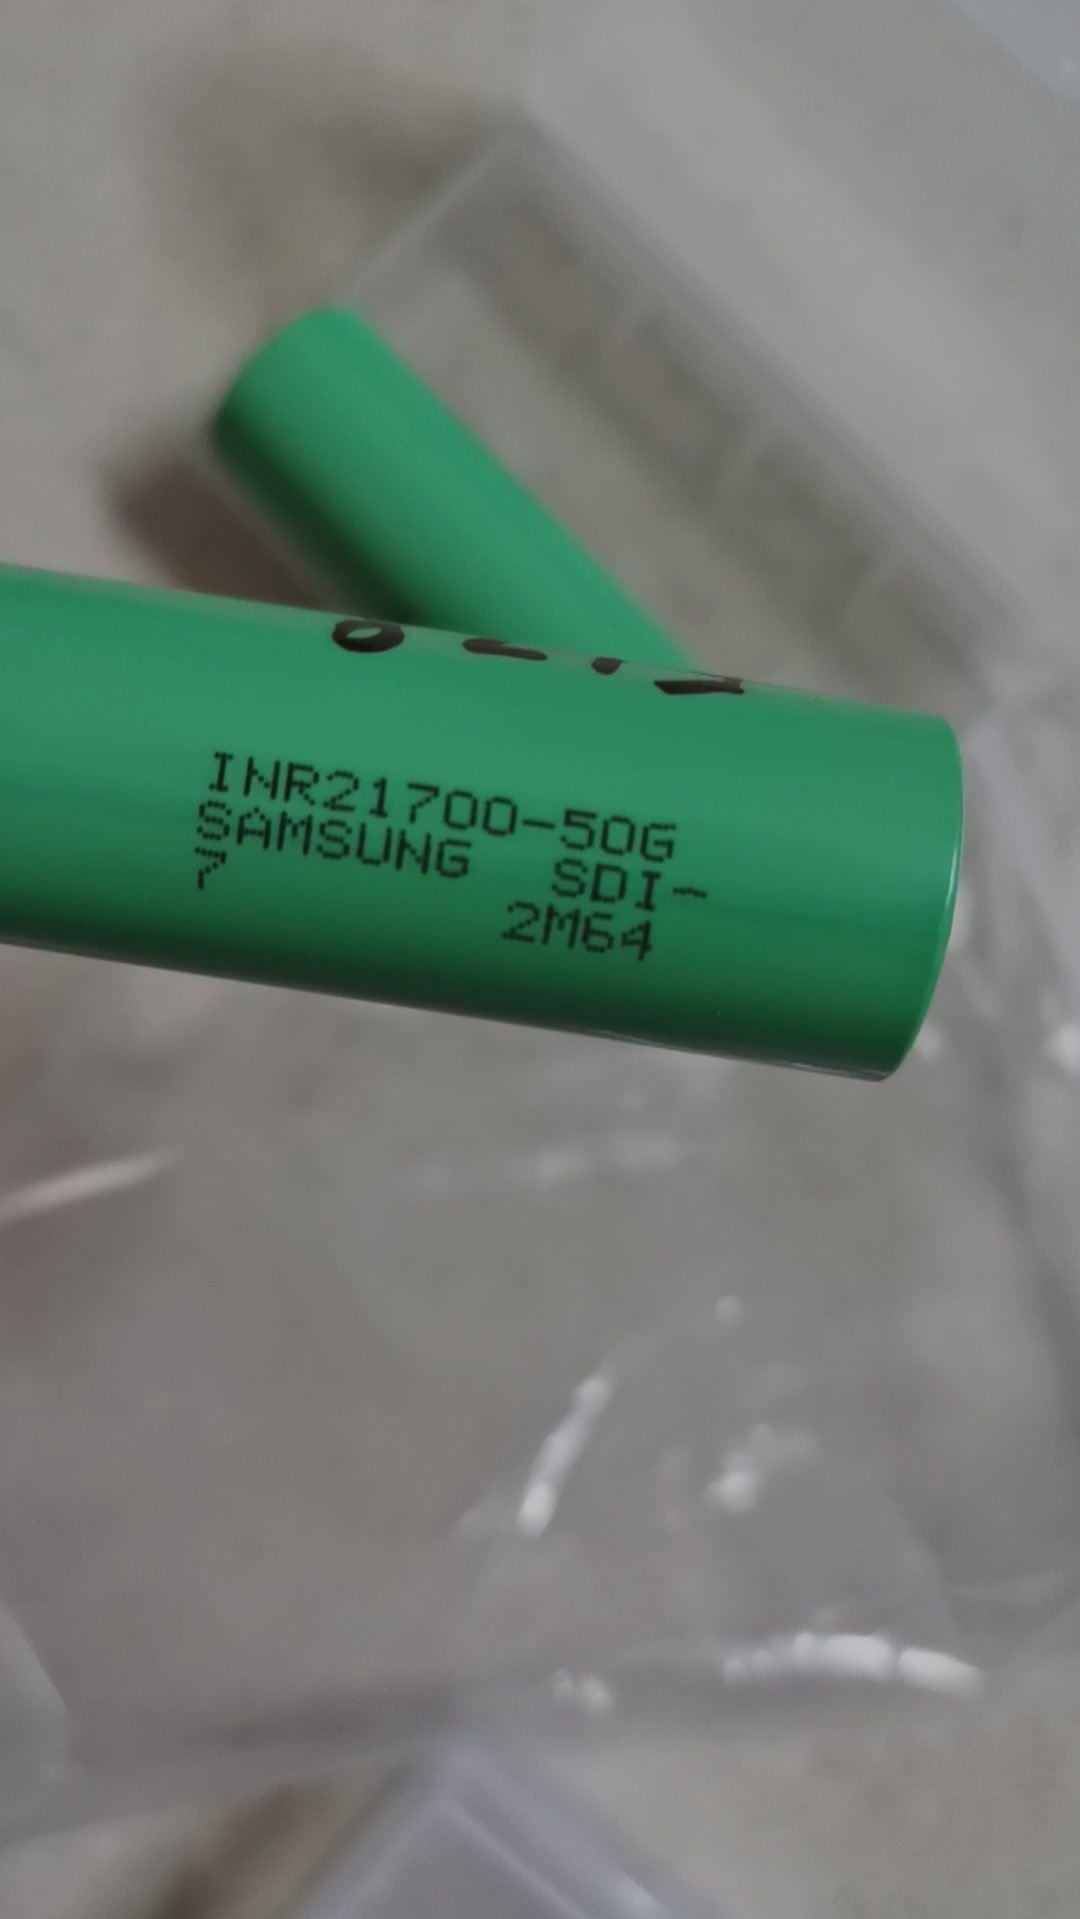 INR21700-50G
SAMSUNG SDI-
7 2M64